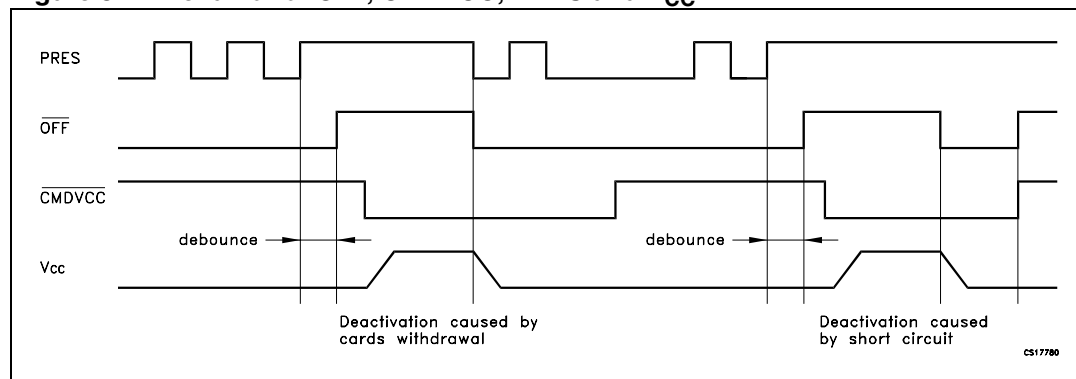 PRES
OFF
CMDVCC
debounce
debounce
Vcc
Deactivation caused by
cards withdrawal
Deactivation caused
by short circuit
CS17780